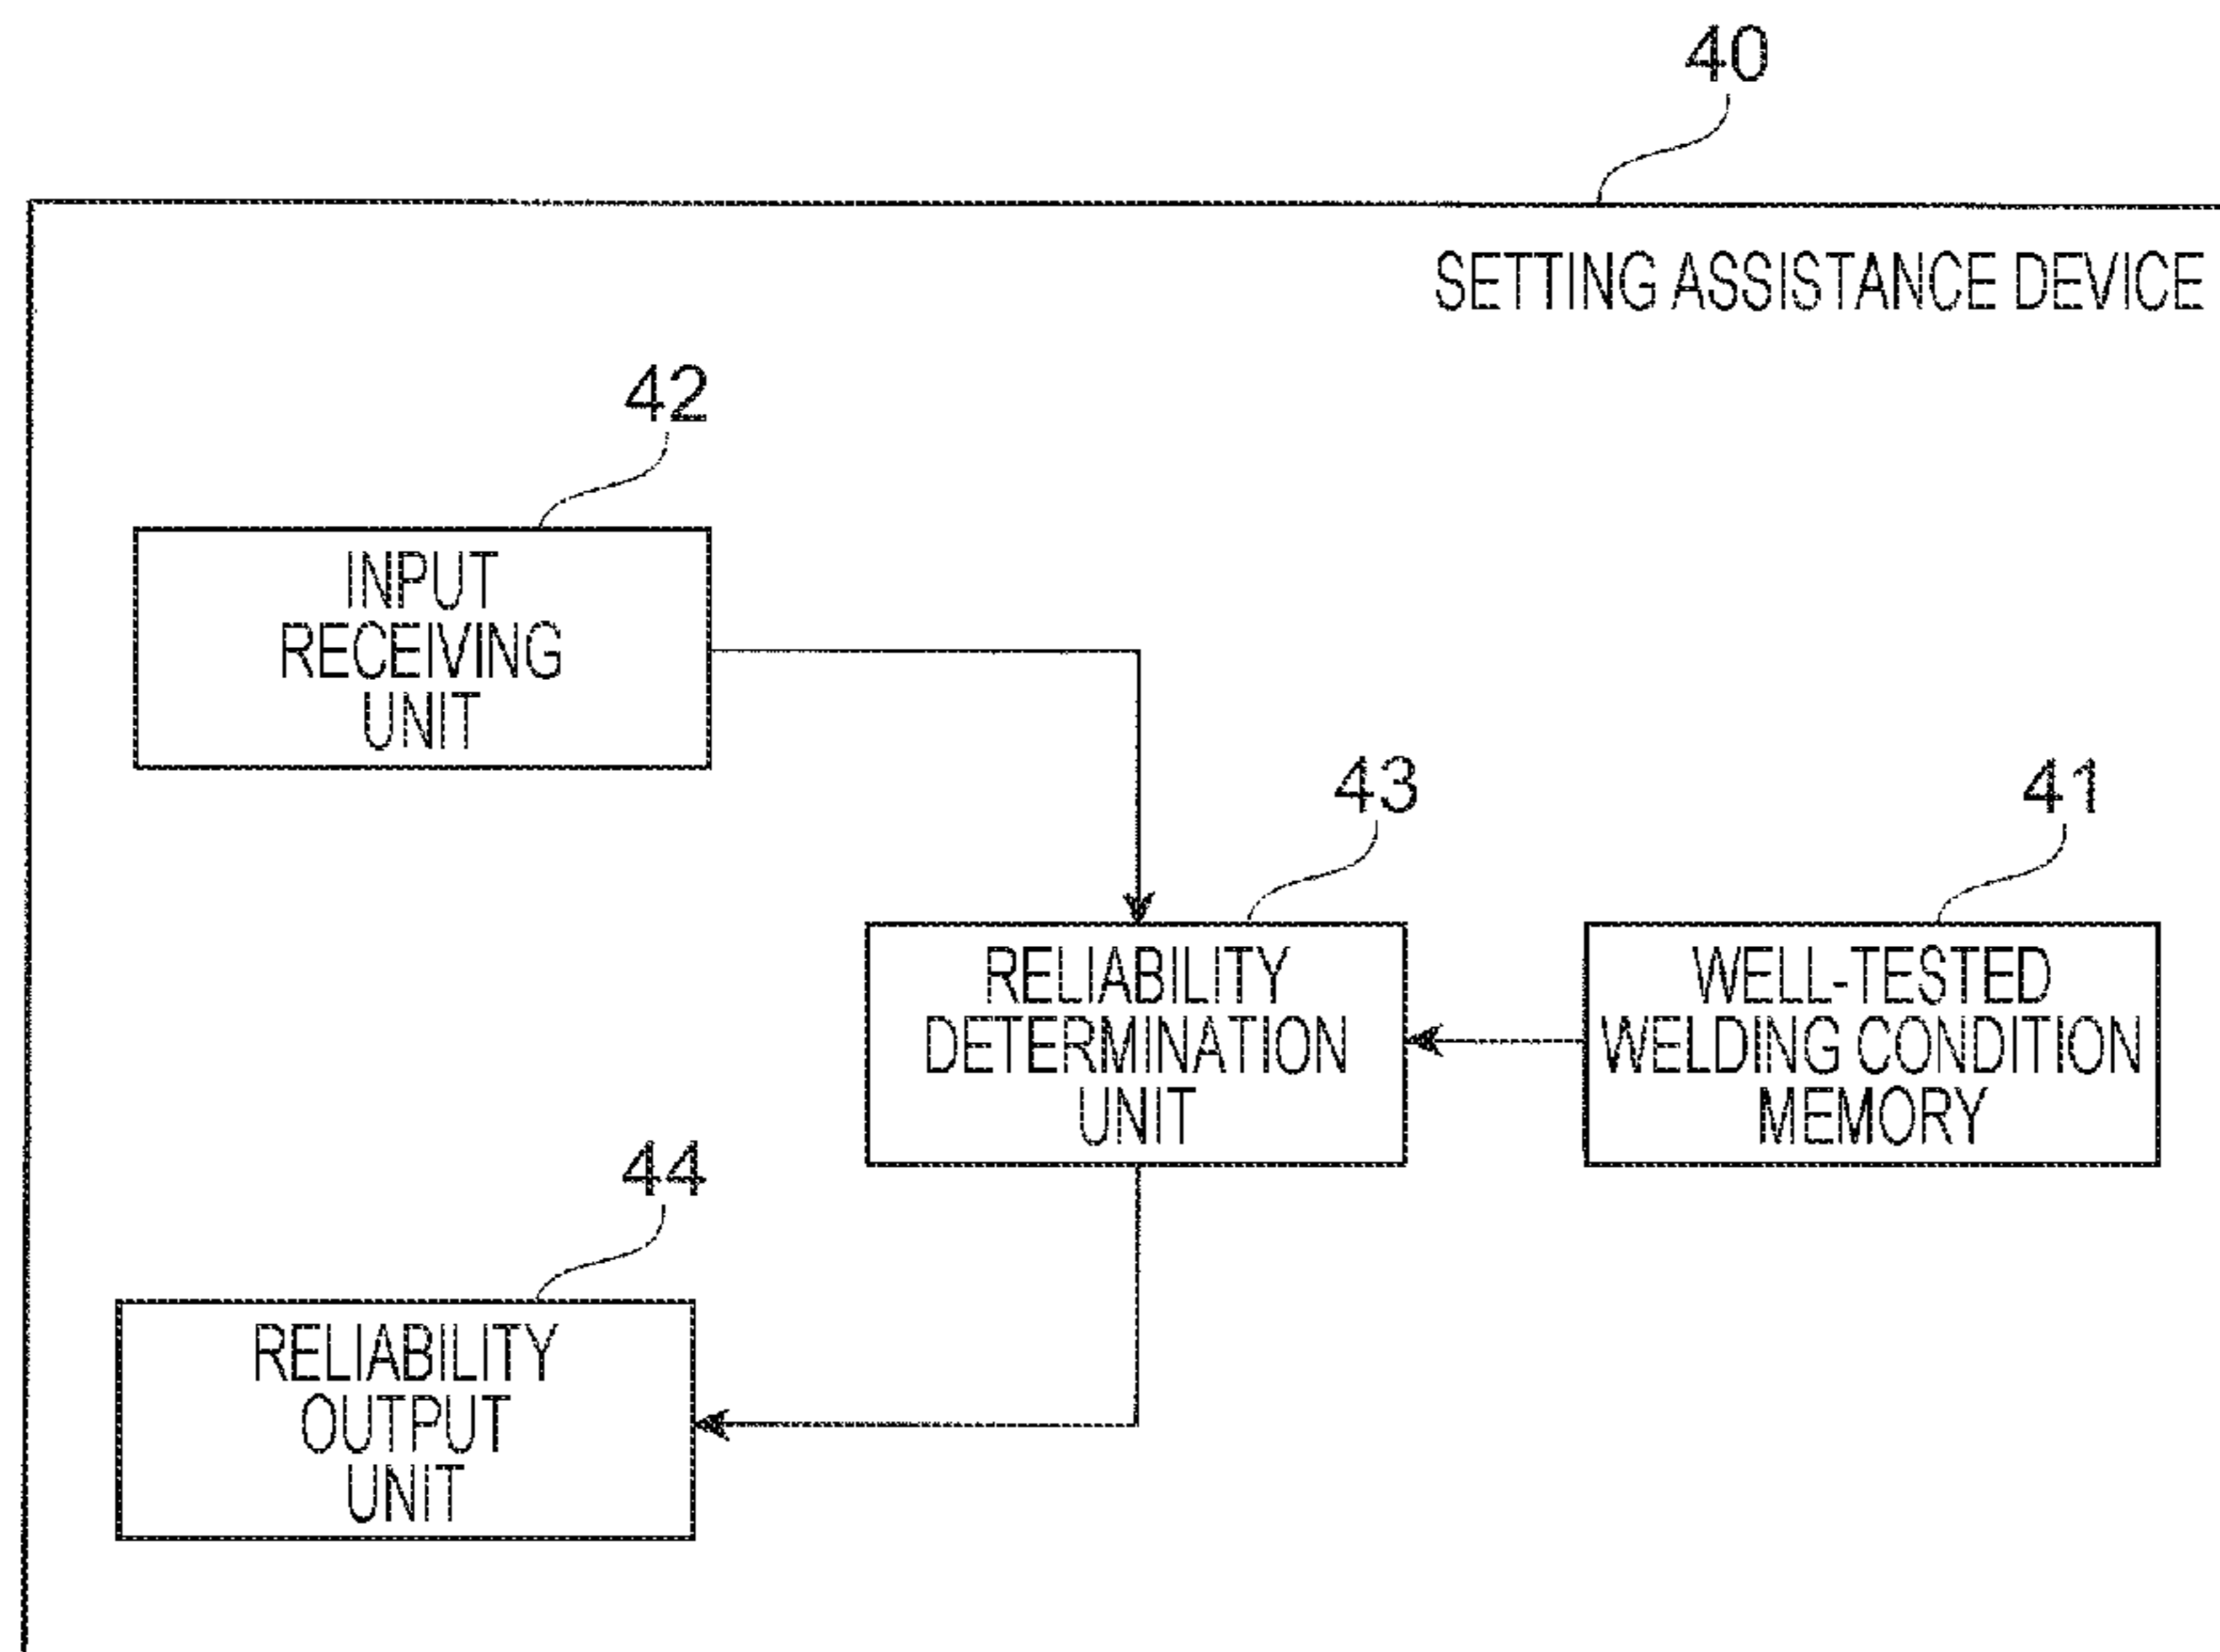 40
SETTING ASSISTANCE DEVICE
42
INPUT
RECEIVING
UNIT
43
RELIABILITY
DETERMINATION
UNIT
41
WELL-TESTED
WELDING CONDITION
MEMORY
44
RELIABILITY
OUTPUT
UNIT